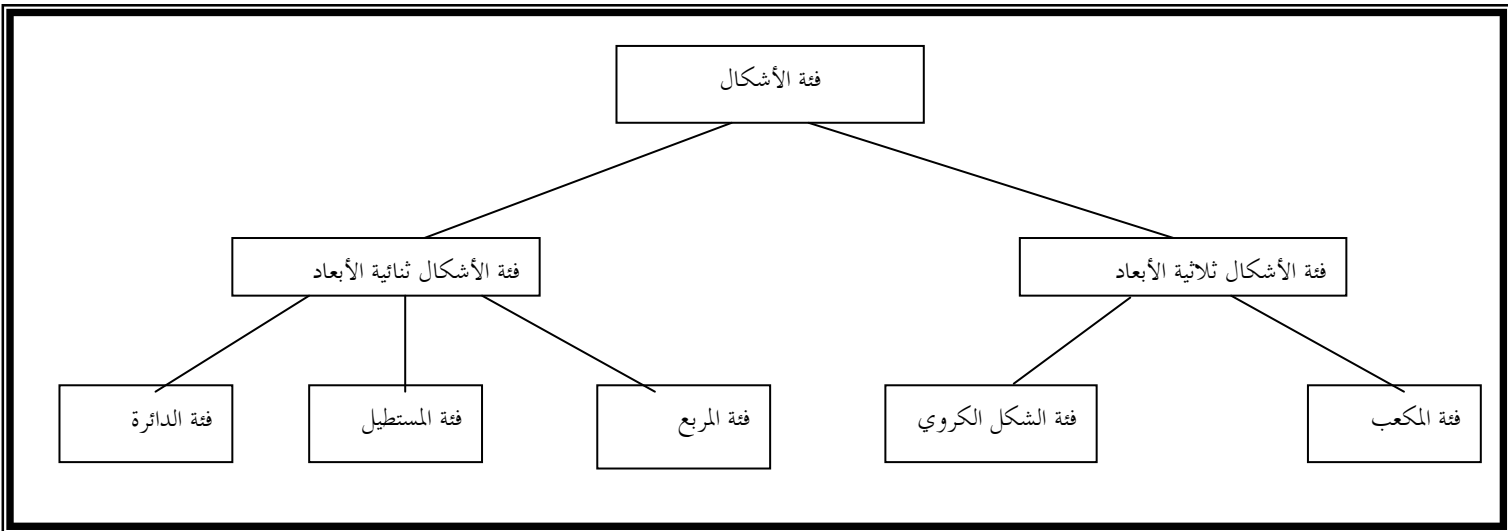 فئة الأشكال
فئة الأشكال ثلاثية الأبعاد
فئة الأشكال ثنائية الأبعاد
فئة المكعب
فئة الشكل الكروي
فئة المربع
فئة المستطيل
فئة الدائرة